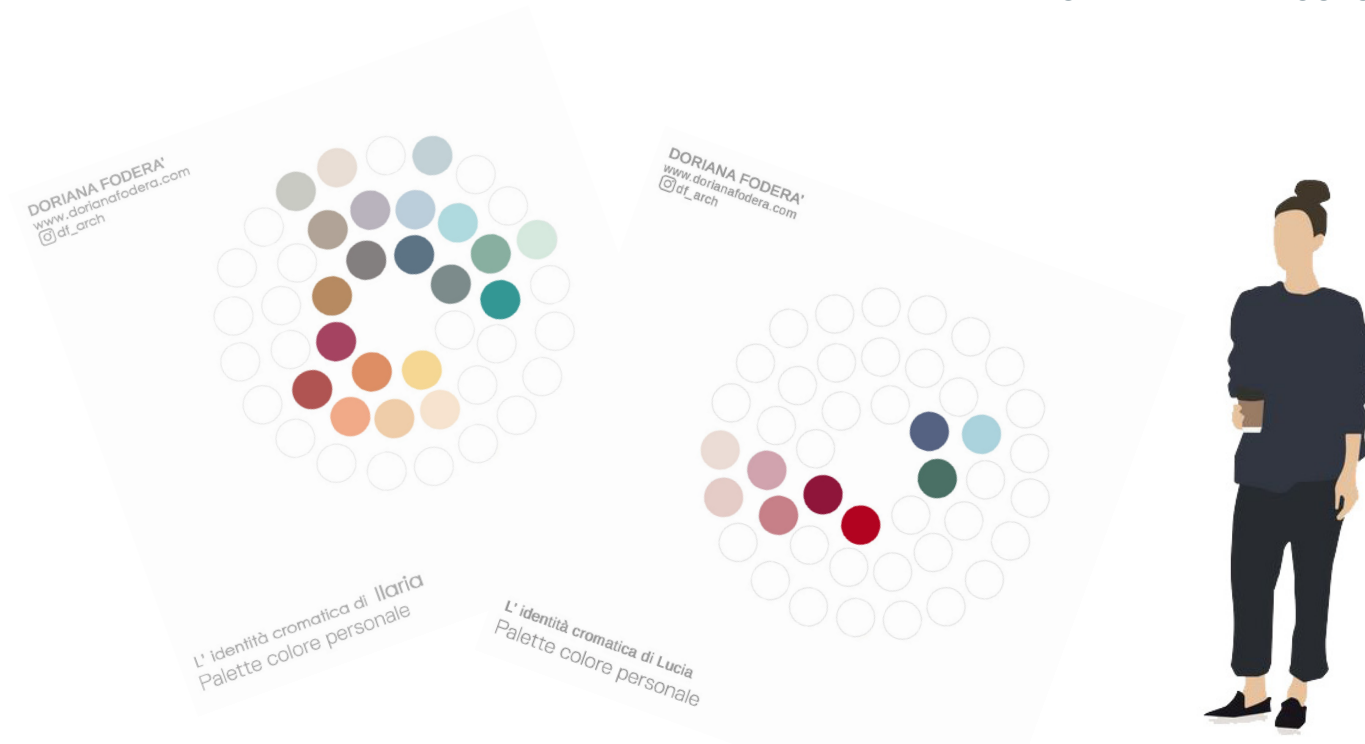 DORIANA FODERA'
www.dorianafodera.com
df_arch
L' identità cromatica di Ilaria
Palette colore personale
DORIANA FODERA'
www.dorianafodera.com
df_arch
L' identità cromatica di Lucia
Palette colore personale